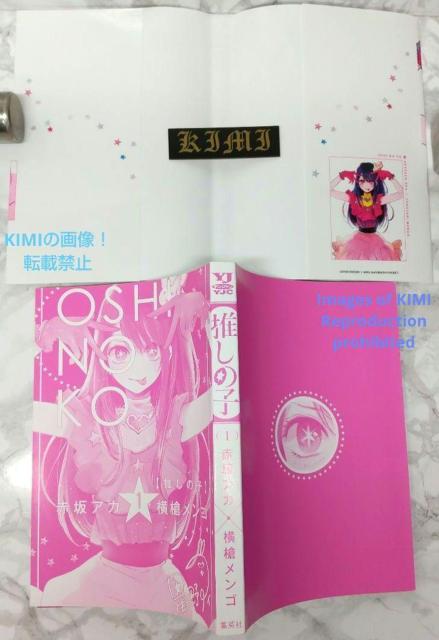 KIMI
KIMIの画像！
転載禁止
Images of KIMI
Reproduction
prohibited
OSHI
NO
KO
【推しの子】
赤坂アカ 1 横槍メンゴ
YJC
推しの子
(1)
赤坂アカ×横槍メンゴ
集英社